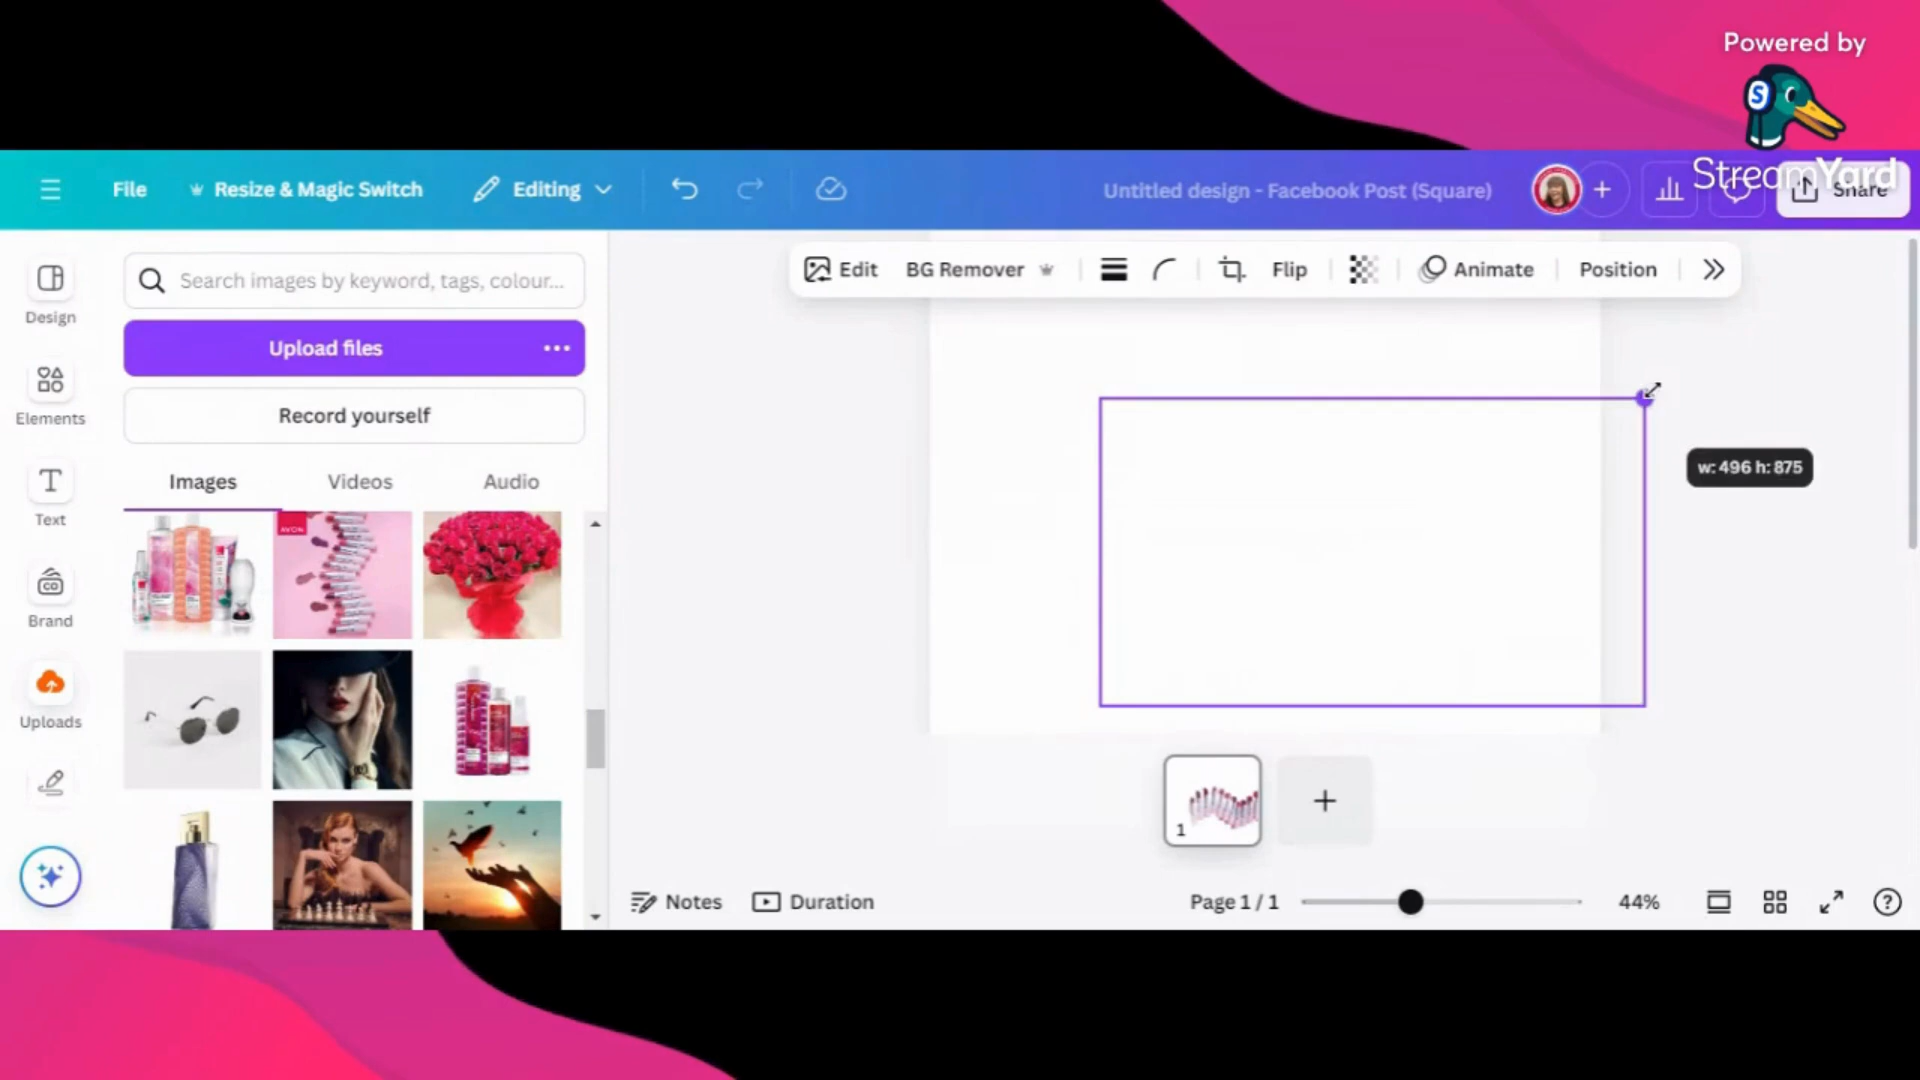 Powered by
StreamYard
File
Resize & Magic Switch
Editing
Untitled design - Facebook Post (Square)
Share
Design
Elements
Text
Brand
Uploads
Search images by keyword, tags, colour...
Upload files
Record yourself
Images
Videos
Audio
AVON
Edit
BG Remover
Flip
Animate
Position
w: 496 h: 875
1
Notes
Duration
Page 1 / 1
44%